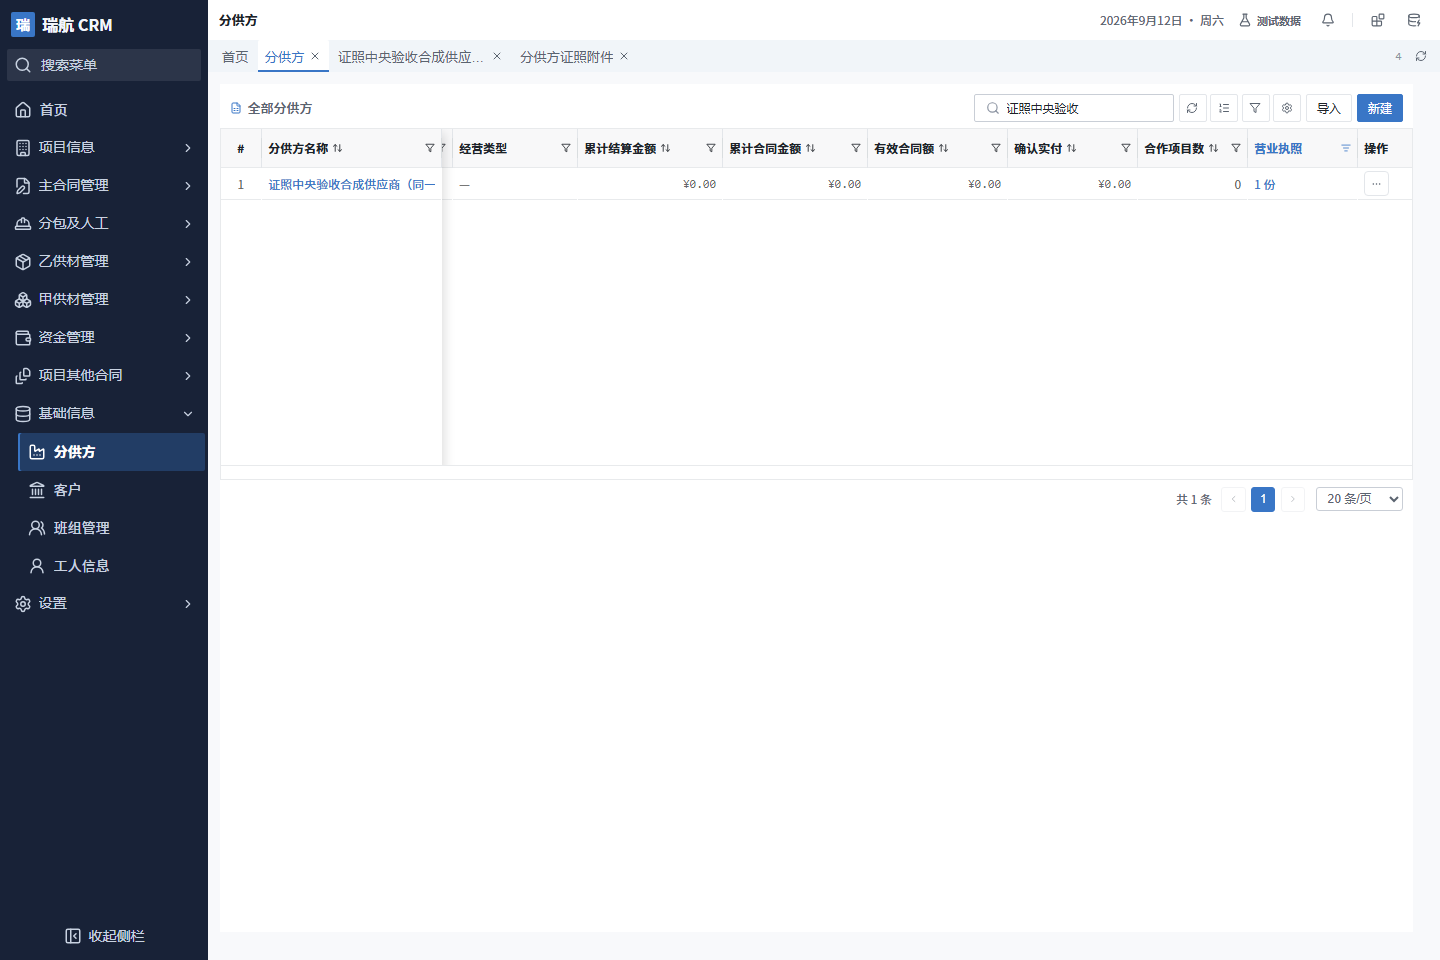 瑞 瑞航 CRM
搜索菜单
首页
项目信息
主合同管理
分包及人工
乙供材管理
甲供材管理
资金管理
项目其他合同
基础信息
分供方
客户
班组管理
工人信息
设置
收起侧栏
分供方
2026年9月12日 · 周六 测试数据
首页 分供方 证照中央验收合成供应... 分供方证照附件 4
全部分供方 证照中央验收 导入 新建
# 分供方名称 经营类型 累计结算金额 累计合同金额 有效合同额 确认实付 合作项目数 营业执照 操作
1 证照中央验收合成供应商（同一 — ¥0.00 ¥0.00 ¥0.00 ¥0.00 0 1 份 ...
共 1 条 1 20 条/页